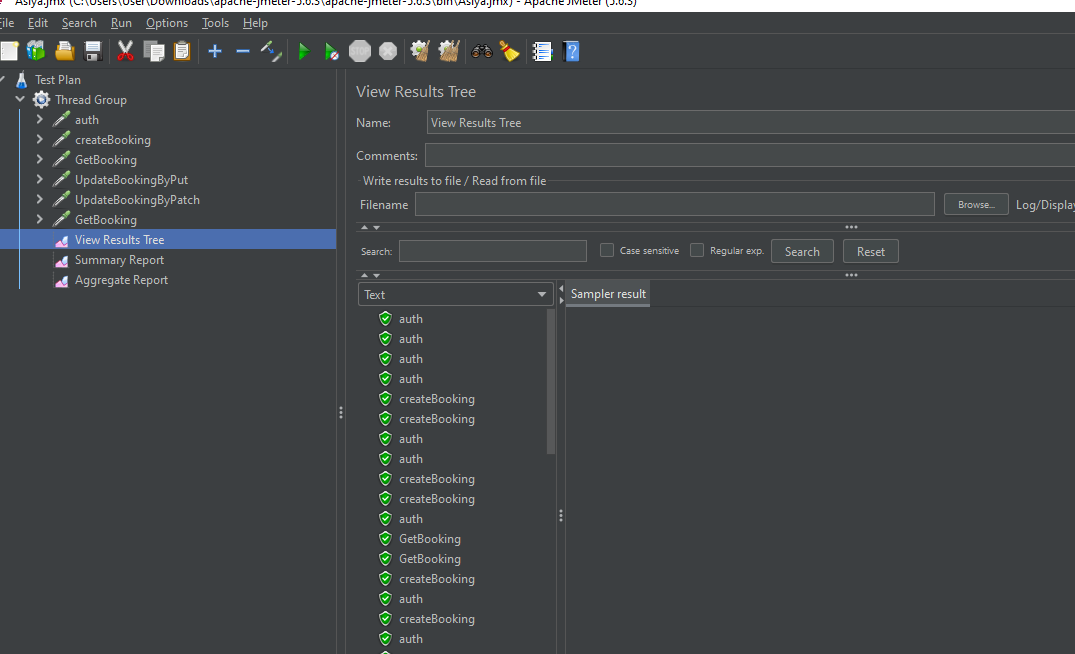 Asiya.jmx (C:\Users\User\Downloads\apache-jmeter-5.6.3\apache-jmeter-5.6.3\bin\Asiya.jmx) - Apache JMeter (5.6.3)
File Edit Search Run Options Tools Help
STOP
?
Test Plan
Thread Group
auth
createBooking
GetBooking
UpdateBookingByPut
UpdateBookingByPatch
GetBooking
View Results Tree
Summary Report
Aggregate Report
View Results Tree
Name: View Results Tree
Comments:
Write results to file / Read from file
Filename Browse... Log/Display
Search: Case sensitive Regular exp. Search Reset
Text
Sampler result
auth
auth
auth
auth
createBooking
createBooking
auth
auth
createBooking
createBooking
auth
GetBooking
GetBooking
createBooking
auth
createBooking
auth